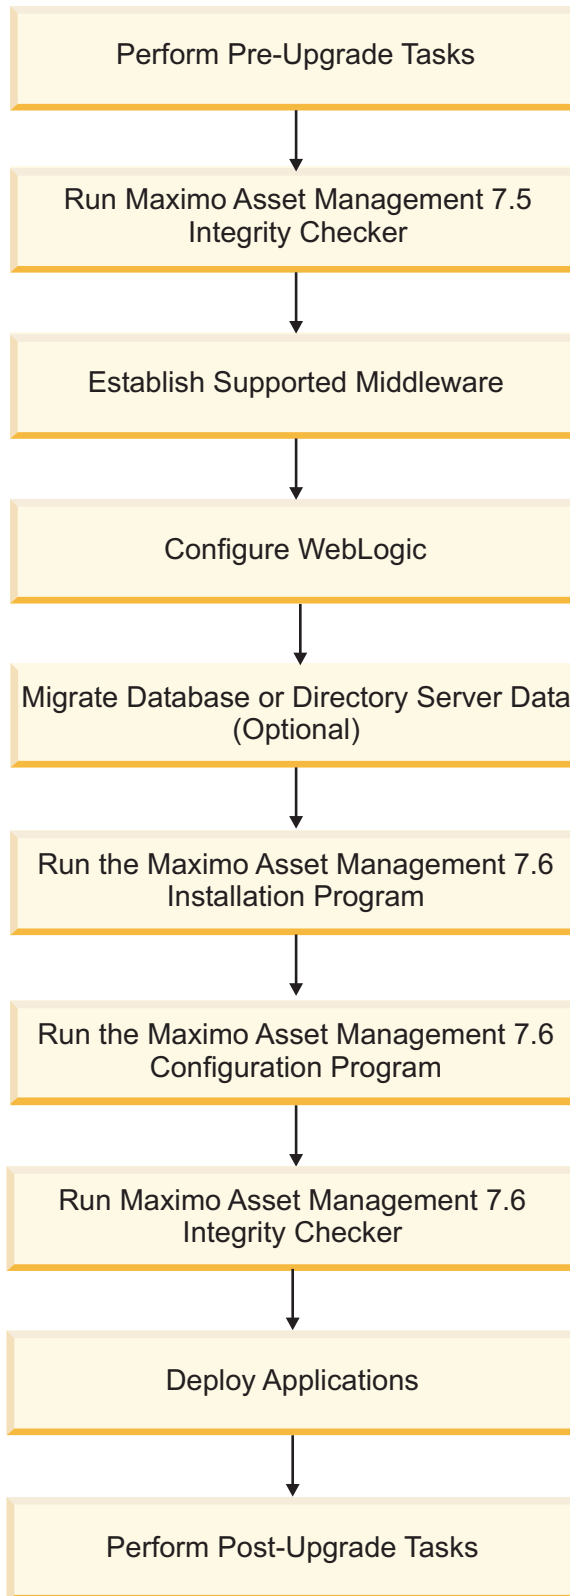 Perform Pre-Upgrade Tasks
Run Maximo Asset Management 7.5
Integrity Checker
Establish Supported Middleware
Configure WebLogic
Migrate Database or Directory Server Data
(Optional)
Run the Maximo Asset Management 7.6
Installation Program
Run the Maximo Asset Management 7.6
Configuration Program
Run Maximo Asset Management 7.6
Integrity Checker
Deploy Applications
Perform Post-Upgrade Tasks